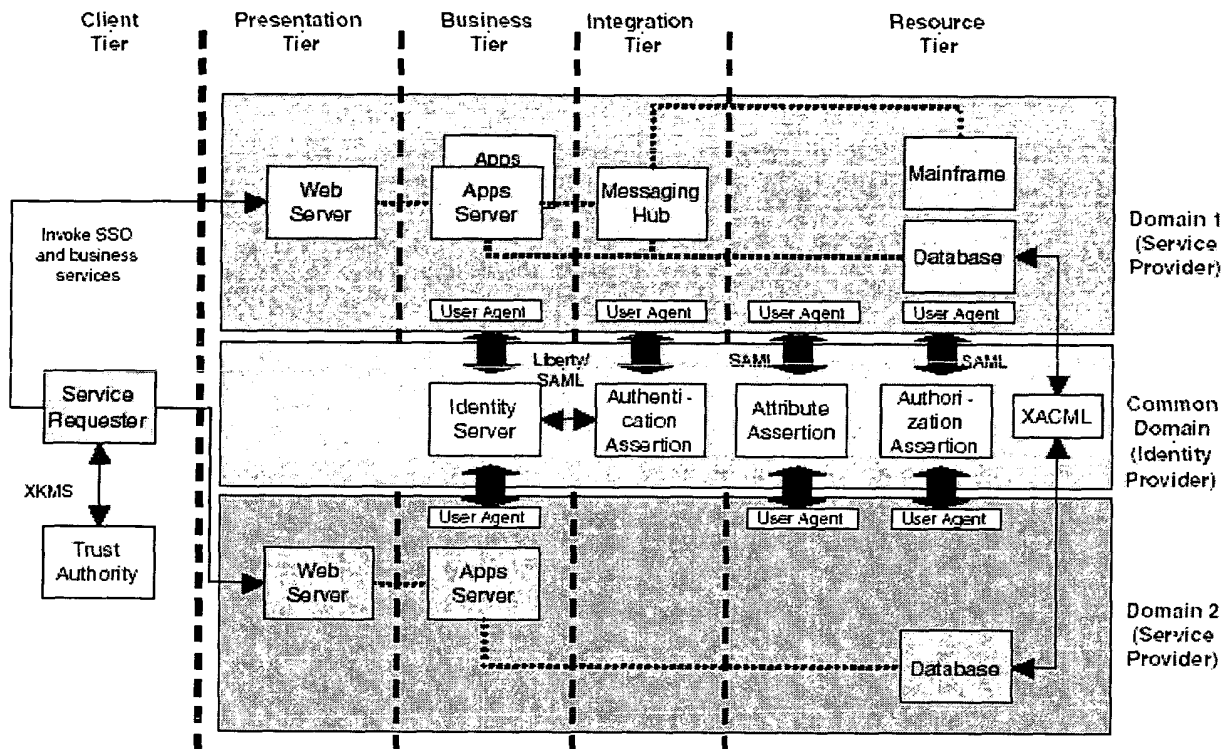 Client
Tier
Presentation
Tier
Business
Tier
Integration
Tier
Resource
Tier
Apps
Mainframe
Web
Server
Apps
Server
Messaging
Hub
Domain 1
(Service
Provider)
Invoke SSO
and business
services
Database
User Agent
User Agent
User Agent
User Agent
Liberty/
SAML
SAML
SAML
Service
Requester
Identity
Server
Authenti -
cation
Assertion
Attribute
Assertion
Authori -
zation
Assertion
XACML
Common
Domain
(Identity
Provider)
XKMS
User Agent
User Agent
User Agent
Trust
Authority
Web
Server
Apps
Server
Database
Domain 2
(Service
Provider)